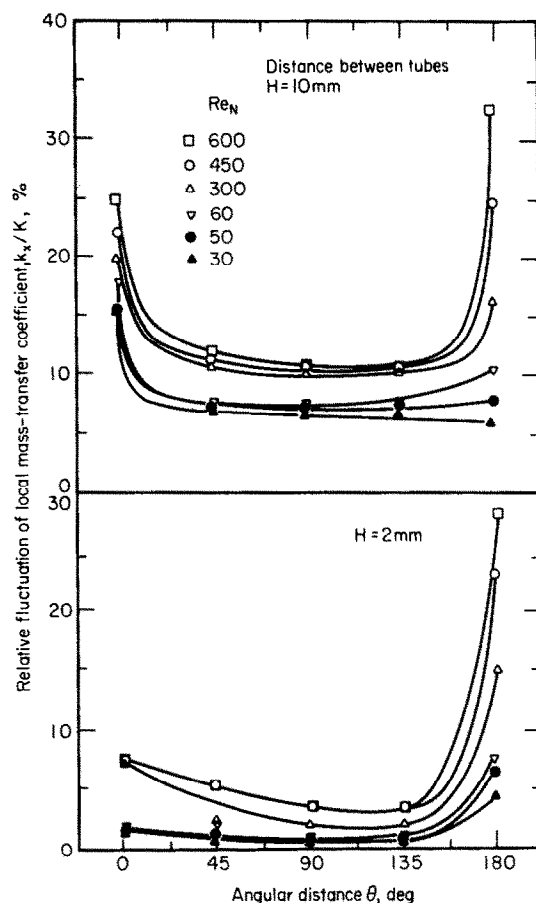 40
30
20
10
0
Distance between tubes
H=10mm
Re_N
600
450
300
60
50
30
30
20
10
0
H=2mm
0 45 90 135 180
Angular distance θ, deg
Relative fluctuation of local mass-transfer coefficient, k_x/K, %